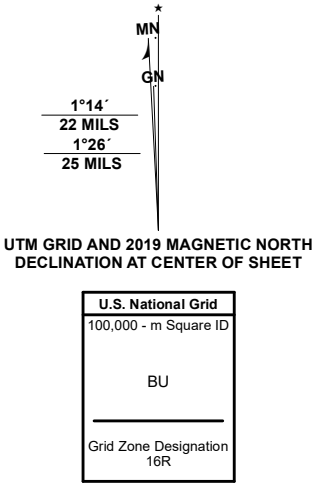 ★
MN
GN
1°14´
22 MILS
1°26´
25 MILS
UTM GRID AND 2019 MAGNETIC NORTH
DECLINATION AT CENTER OF SHEET
U.S. National Grid
100,000 - m Square ID
BU
Grid Zone Designation
16R